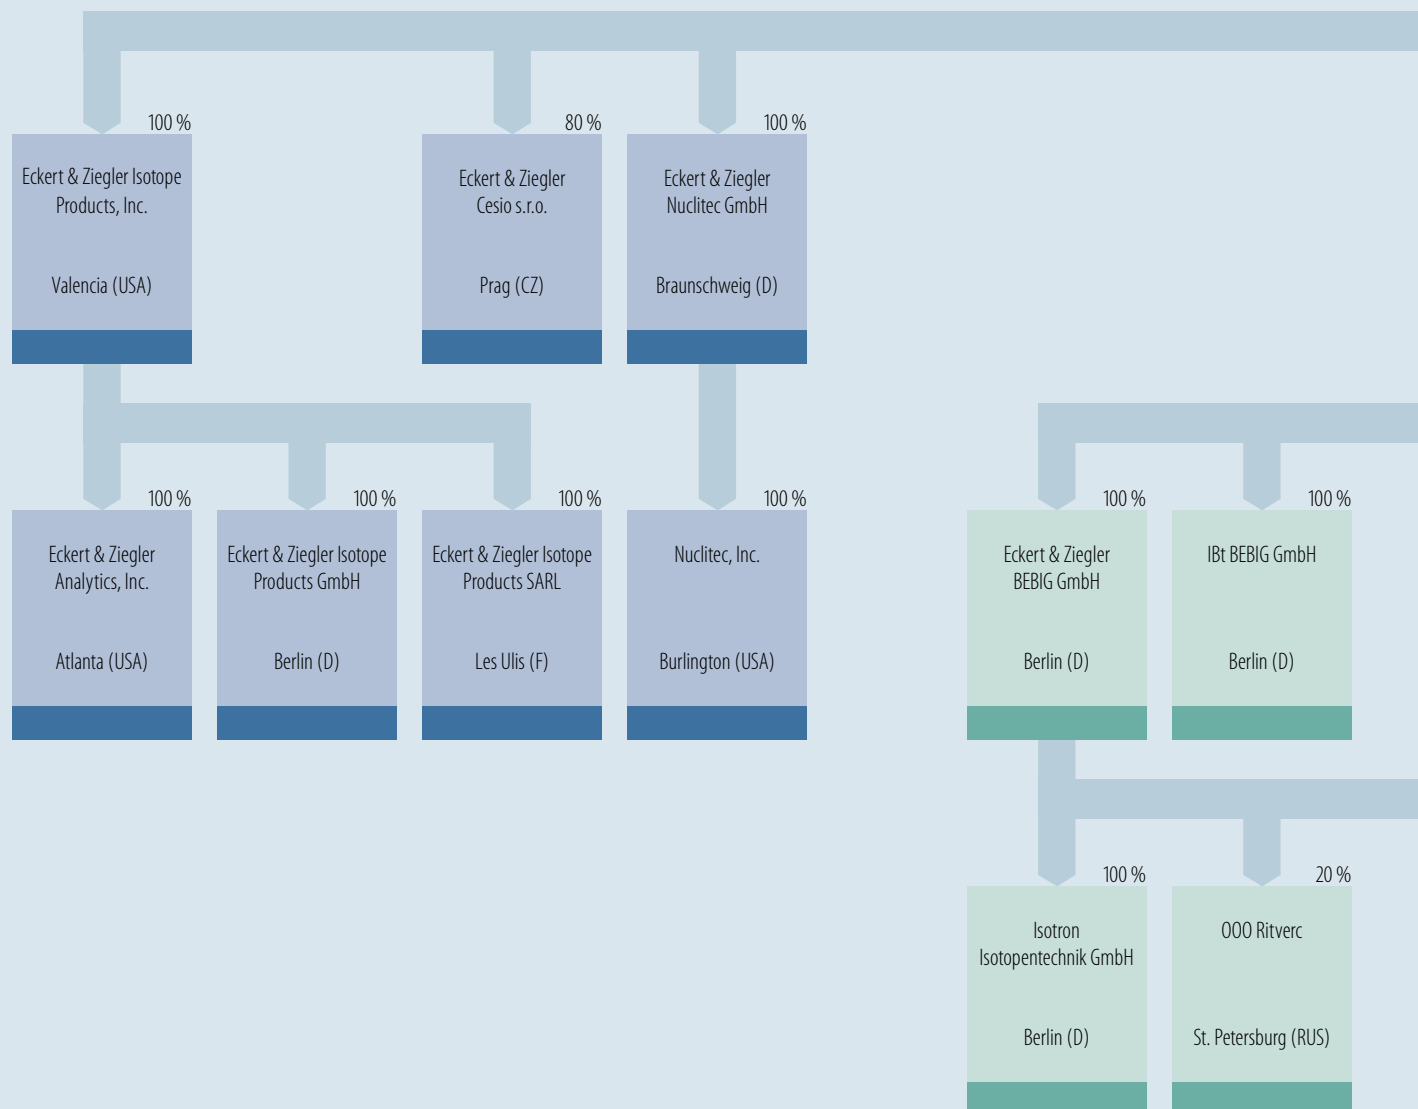 100 %
Eckert & Ziegler Isotope
Products, Inc.
Valencia (USA)
80 %
Eckert & Ziegler
Cesio s.r.o.
Prag (CZ)
100 %
Eckert & Ziegler
Nuclitec GmbH
Braunschweig (D)
100 %
Eckert & Ziegler
Analytics, Inc.
Atlanta (USA)
100 %
Eckert & Ziegler Isotope
Products GmbH
Berlin (D)
100 %
Eckert & Ziegler Isotope
Products SARL
Les Ulis (F)
100 %
Nuclitec, Inc.
Burlington (USA)
100 %
Eckert & Ziegler
BEBIG GmbH
Berlin (D)
100 %
IBt BEBIG GmbH
Berlin (D)
100 %
Isotron
Isotopentechnik GmbH
Berlin (D)
20 %
OOO Ritverc
St. Petersburg (RUS)